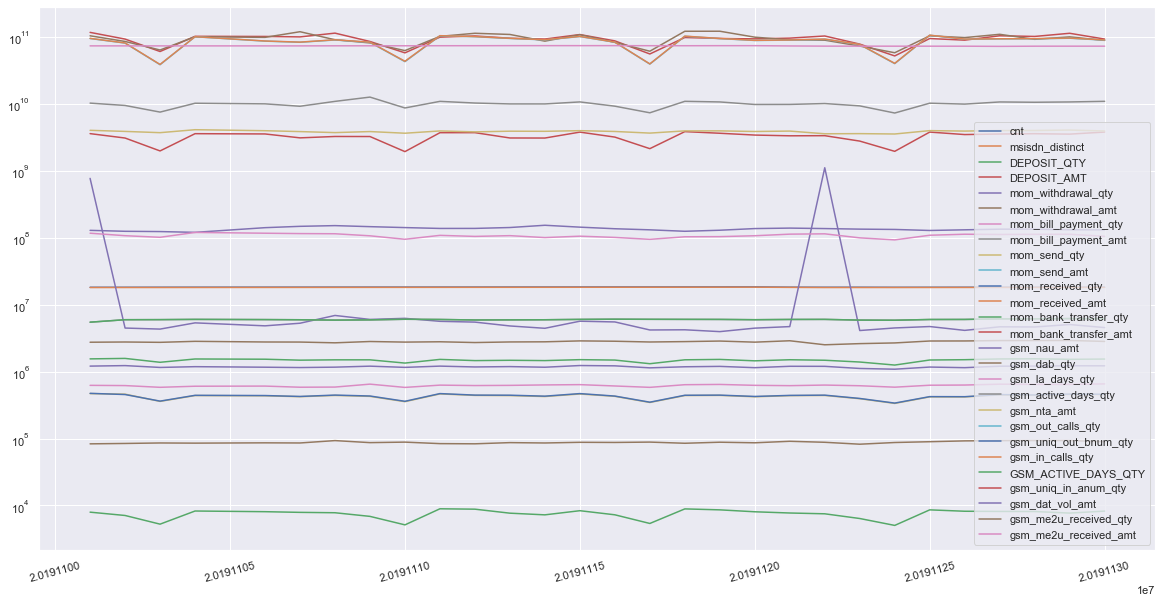 10¹¹
10¹⁰
10⁹
10⁸
10⁷
10⁶
10⁵
10⁴
cnt
msisdn_distinct
DEPOSIT_QTY
DEPOSIT_AMT
mom_withdrawal_qty
mom_withdrawal_amt
mom_bill_payment_qty
mom_bill_payment_amt
mom_send_qty
mom_send_amt
mom_received_qty
mom_received_amt
mom_bank_transfer_qty
mom_bank_transfer_amt
gsm_nau_amt
gsm_dab_qty
gsm_la_days_qty
gsm_active_days_qty
gsm_nta_amt
gsm_out_calls_qty
gsm_uniq_out_bnum_qty
gsm_in_calls_qty
GSM_ACTIVE_DAYS_QTY
gsm_uniq_in_anum_qty
gsm_dat_vol_amt
gsm_me2u_received_qty
gsm_me2u_received_amt
2.0191100
2.0191105
2.0191110
2.0191115
2.0191120
2.0191125
2.0191130
1e7